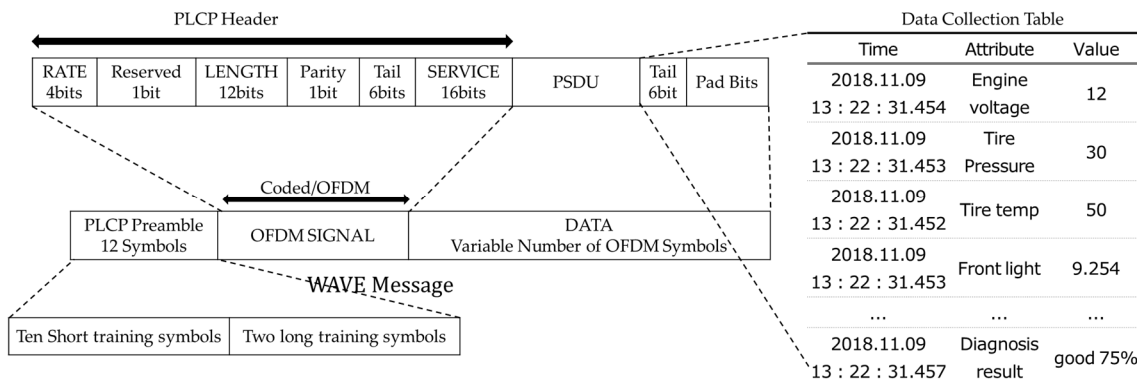 PLCP Header
RATE
4bits
Reserved
1bit
LENGTH
12bits
Parity
1bit
Tail
6bits
SERVICE
16bits
PSDU
Tail
6bit
Pad Bits
Coded/OFDM
PLCP Preamble
12 Symbols
OFDM SIGNAL
DATA
Variable Number of OFDM Symbols
WAVE Message
Ten Short training symbols
Two long training symbols
Data Collection Table
Time Attribute Value
2018.11.09
13 : 22 : 31.454
Engine
voltage
12
2018.11.09
13 : 22 : 31.453
Tire
Pressure
30
2018.11.09
13 : 22 : 31.452
Tire temp
50
2018.11.09
13 : 22 : 31.453
Front light
9.254
... ... ...
2018.11.09
13 : 22 : 31.457
Diagnosis
result
good 75%